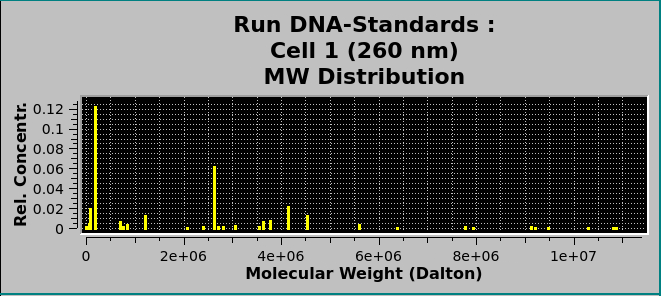 Run DNA-Standards :
Cell 1 (260 nm)
MW Distribution
Rel. Concentr.
0.12
0.1
0.08
0.06
0.04
0.02
0
0 2e+06 4e+06 6e+06 8e+06 1e+07
Molecular Weight (Dalton)